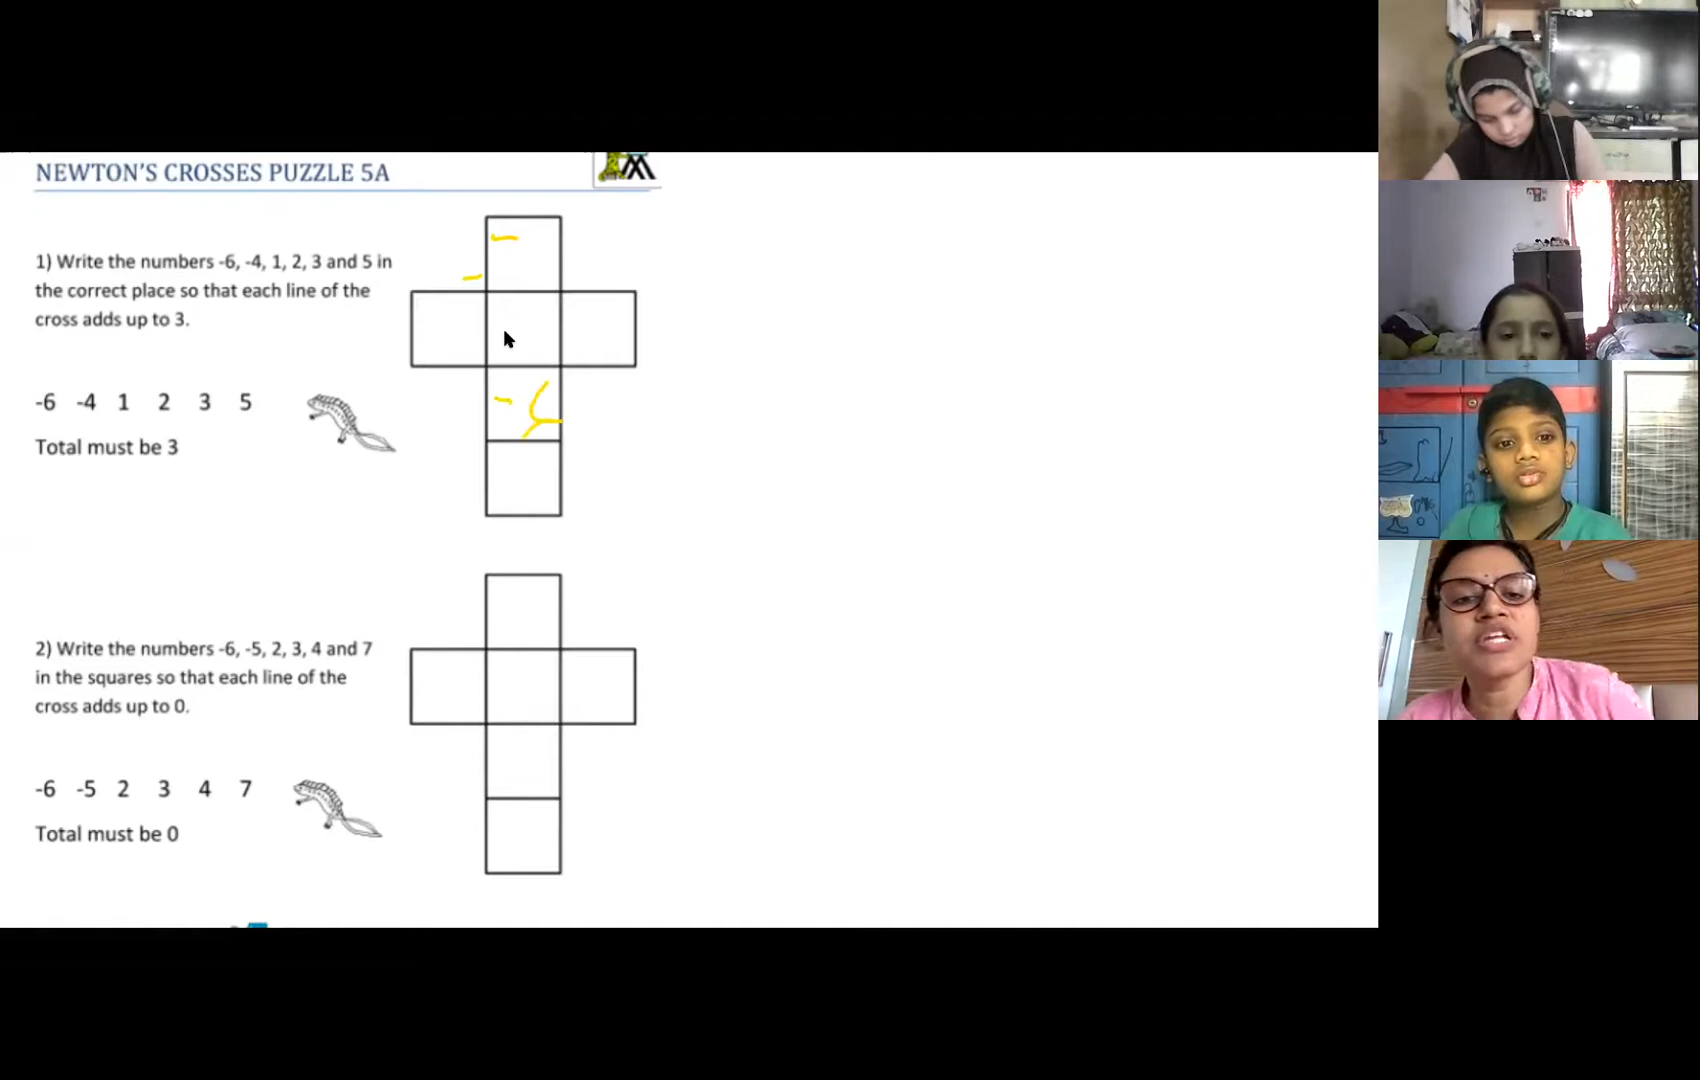 NEWTON'S CROSSES PUZZLE 5A
1) Write the numbers -6, -4, 1, 2, 3 and 5 in
the correct place so that each line of the
cross adds up to 3.
-6 -4 1 2 3 5
Total must be 3
2) Write the numbers -6, -5, 2, 3, 4 and 7
in the squares so that each line of the
cross adds up to 0.
-6 -5 2 3 4 7
Total must be 0